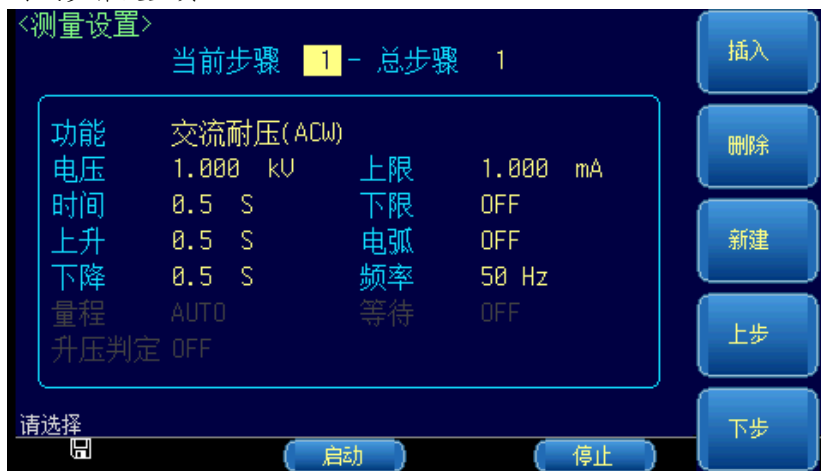 <测量设置>
当前步骤 1 - 总步骤 1
插入
功能 交流耐压(ACW)
删除
电压 1.000 kV 上限 1.000 mA
时间 0.5 S 下限 OFF
上升 0.5 S 电弧 OFF
新建
下降 0.5 S 频率 50 Hz
量程 AUTO 等待 OFF
升压判定 OFF
上步
请选择
下步
启动 停止